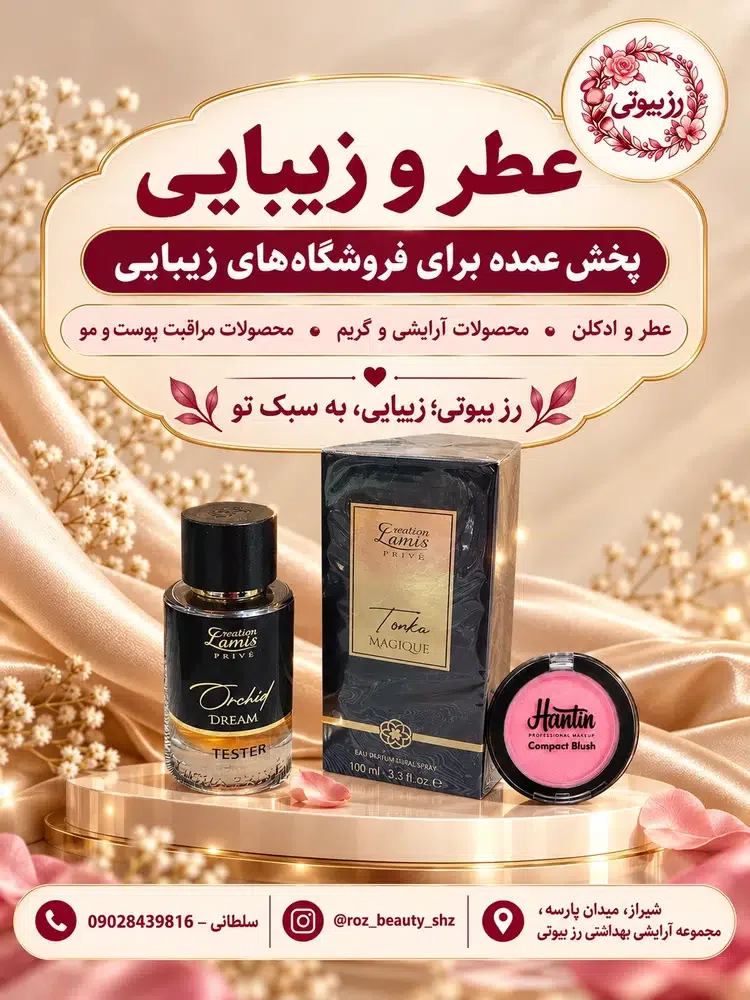 رز بیوتی
عطر و زیبایی
پخش عمده برای فروشگاه‌های زیبایی
عطر و ادکلن • محصولات آرایشی و گریم • محصولات مراقبت پوست و مو
رز بیوتی؛ زیبایی، به سبک تو
Creation
Lamis
PRIVÉ
Orchid
DREAM
TESTER
Creation
Lamis
PRIVÉ
Tonka
MAGIQUE
100 ml - 3.3 fl.oz.e
Hantin
PROFESSIONAL MAKEUP
Compact Blush
شیراز، میدان پارسه،
مجموعه آرایشی بهداشتی رز بیوتی
@roz_beauty_shz
سلطانی – 09028439816